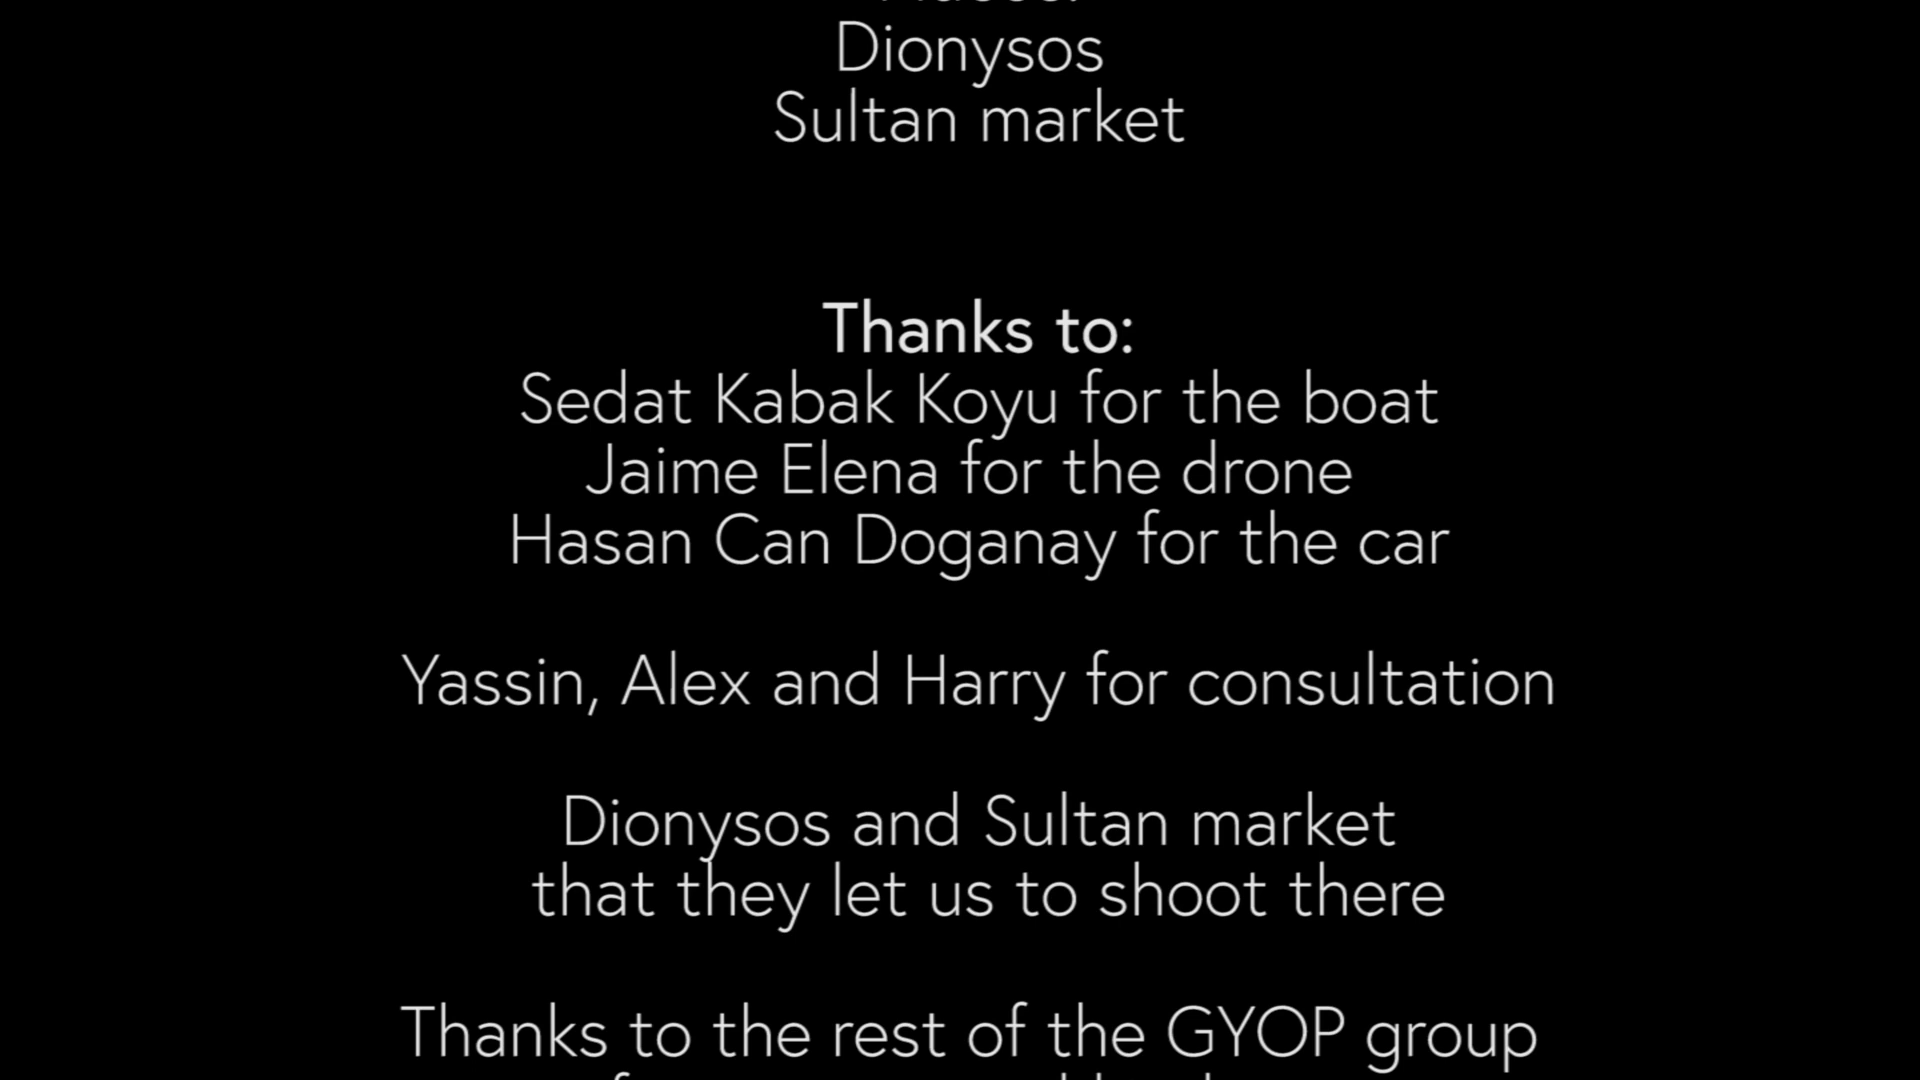 Dionysos
Sultan market
Thanks to:
Sedat Kabak Koyu for the boat
Jaime Elena for the drone
Hasan Can Doganay for the car
Yassin, Alex and Harry for consultation
Dionysos and Sultan market
that they let us to shoot there
Thanks to the rest of the GYOP group